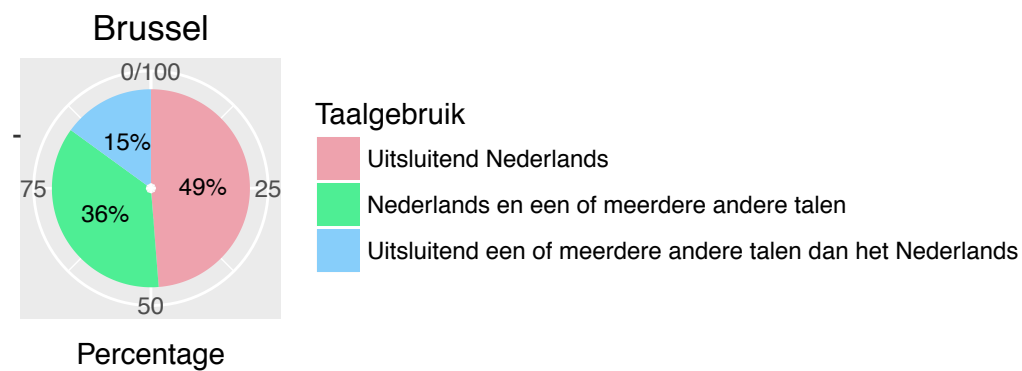 Brussel
0/100
15%
49%
75
25
36%
50
Percentage
Taalgebruik
Uitsluitend Nederlands
Nederlands en een of meerdere andere talen
Uitsluitend een of meerdere andere talen dan het Nederlands